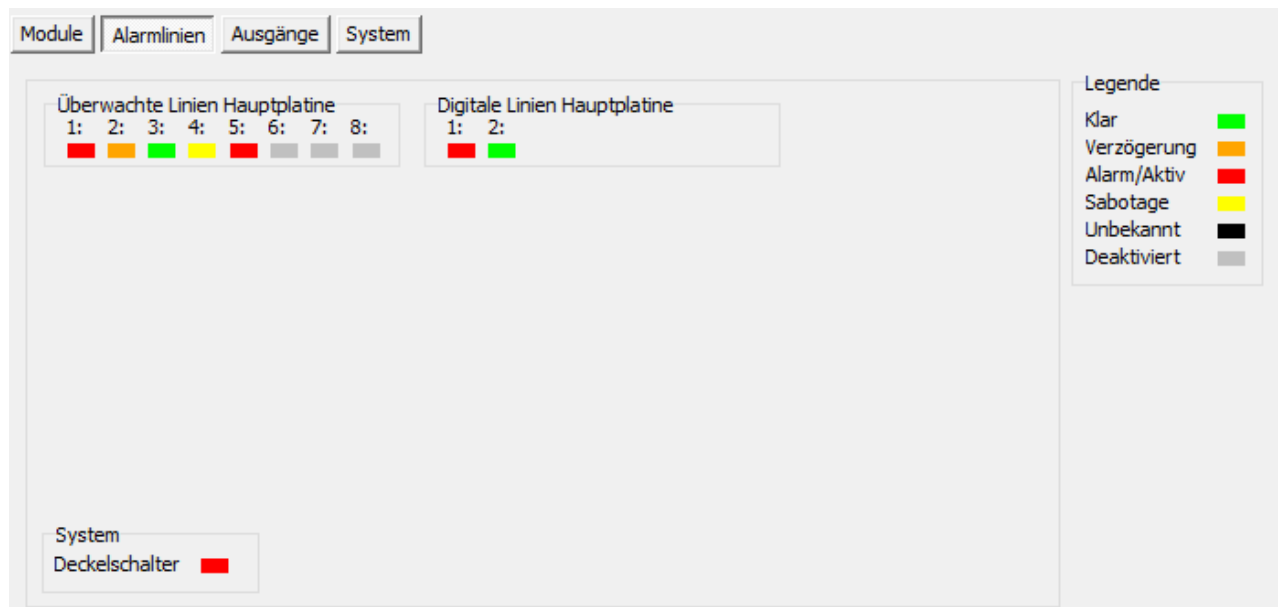 Module Alarmlinien Ausgänge System
Überwachte Linien Hauptplatine
1: 2: 3: 4: 5: 6: 7: 8:
Digitale Linien Hauptplatine
1: 2:
Legende
Klar
Verzögerung
Alarm/Aktiv
Sabotage
Unbekannt
Deaktiviert
System
Deckelschalter